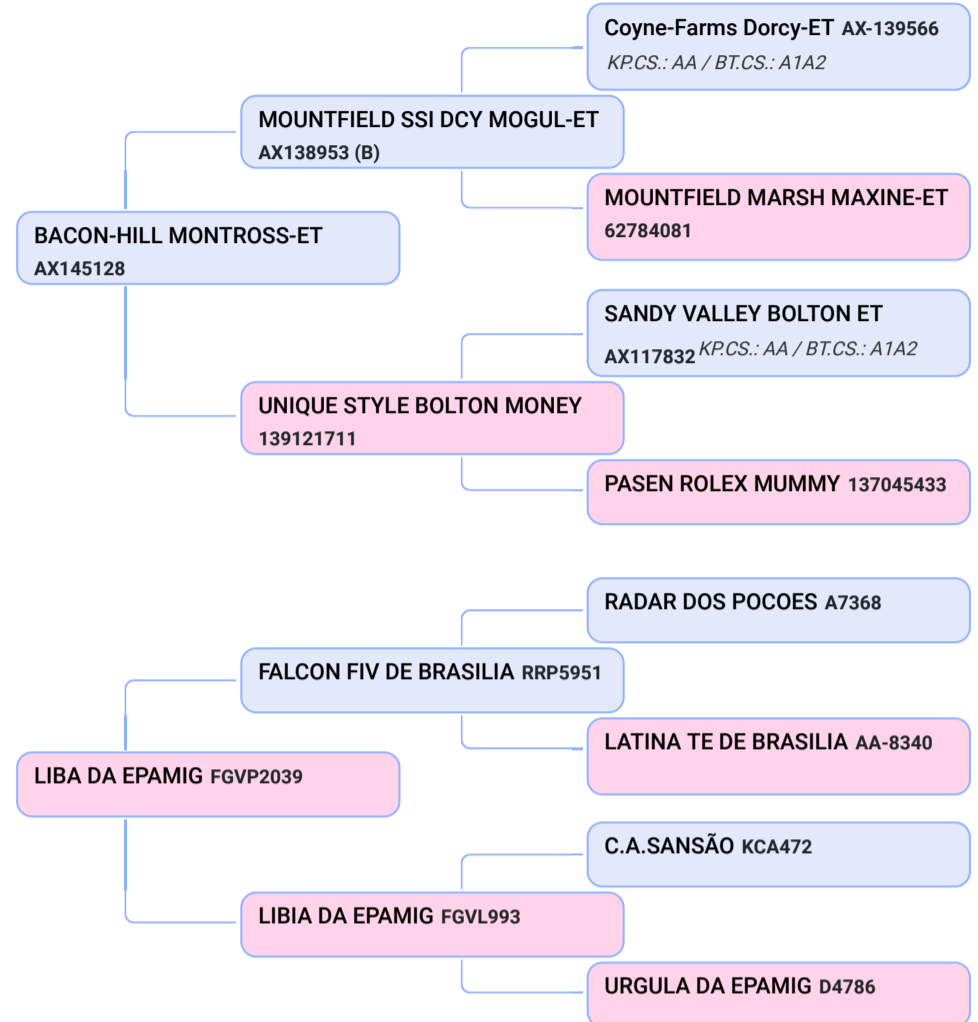 Coyne-Farms Dorcy-ET AX-139566
KP.CS.: AA / BT.CS.: A1A2
MOUNTFIELD SSI DCY MOGUL-ET
AX138953 (B)
MOUNTFIELD MARSH MAXINE-ET
62784081
BACON-HILL MONTROSS-ET
AX145128
SANDY VALLEY BOLTON ET
AX117832 KP.CS.: AA / BT.CS.: A1A2
UNIQUE STYLE BOLTON MONEY
139121711
PASEN ROLEX MUMMY 137045433
RADAR DOS POCOES A7368
FALCON FIV DE BRASILIA RRP5951
LATINA TE DE BRASILIA AA-8340
LIBA DA EPAMIG FGVP2039
C.A.SANSÃO KCA472
LIBIA DA EPAMIG FGVL993
URGULA DA EPAMIG D4786